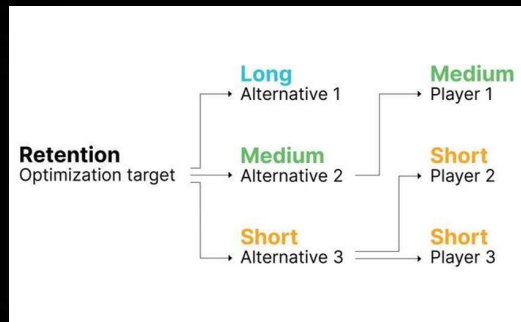 Long
Alternative 1
Medium
Player 1
Retention
Optimization target
Medium
Alternative 2
Short
Player 2
Short
Alternative 3
Short
Player 3